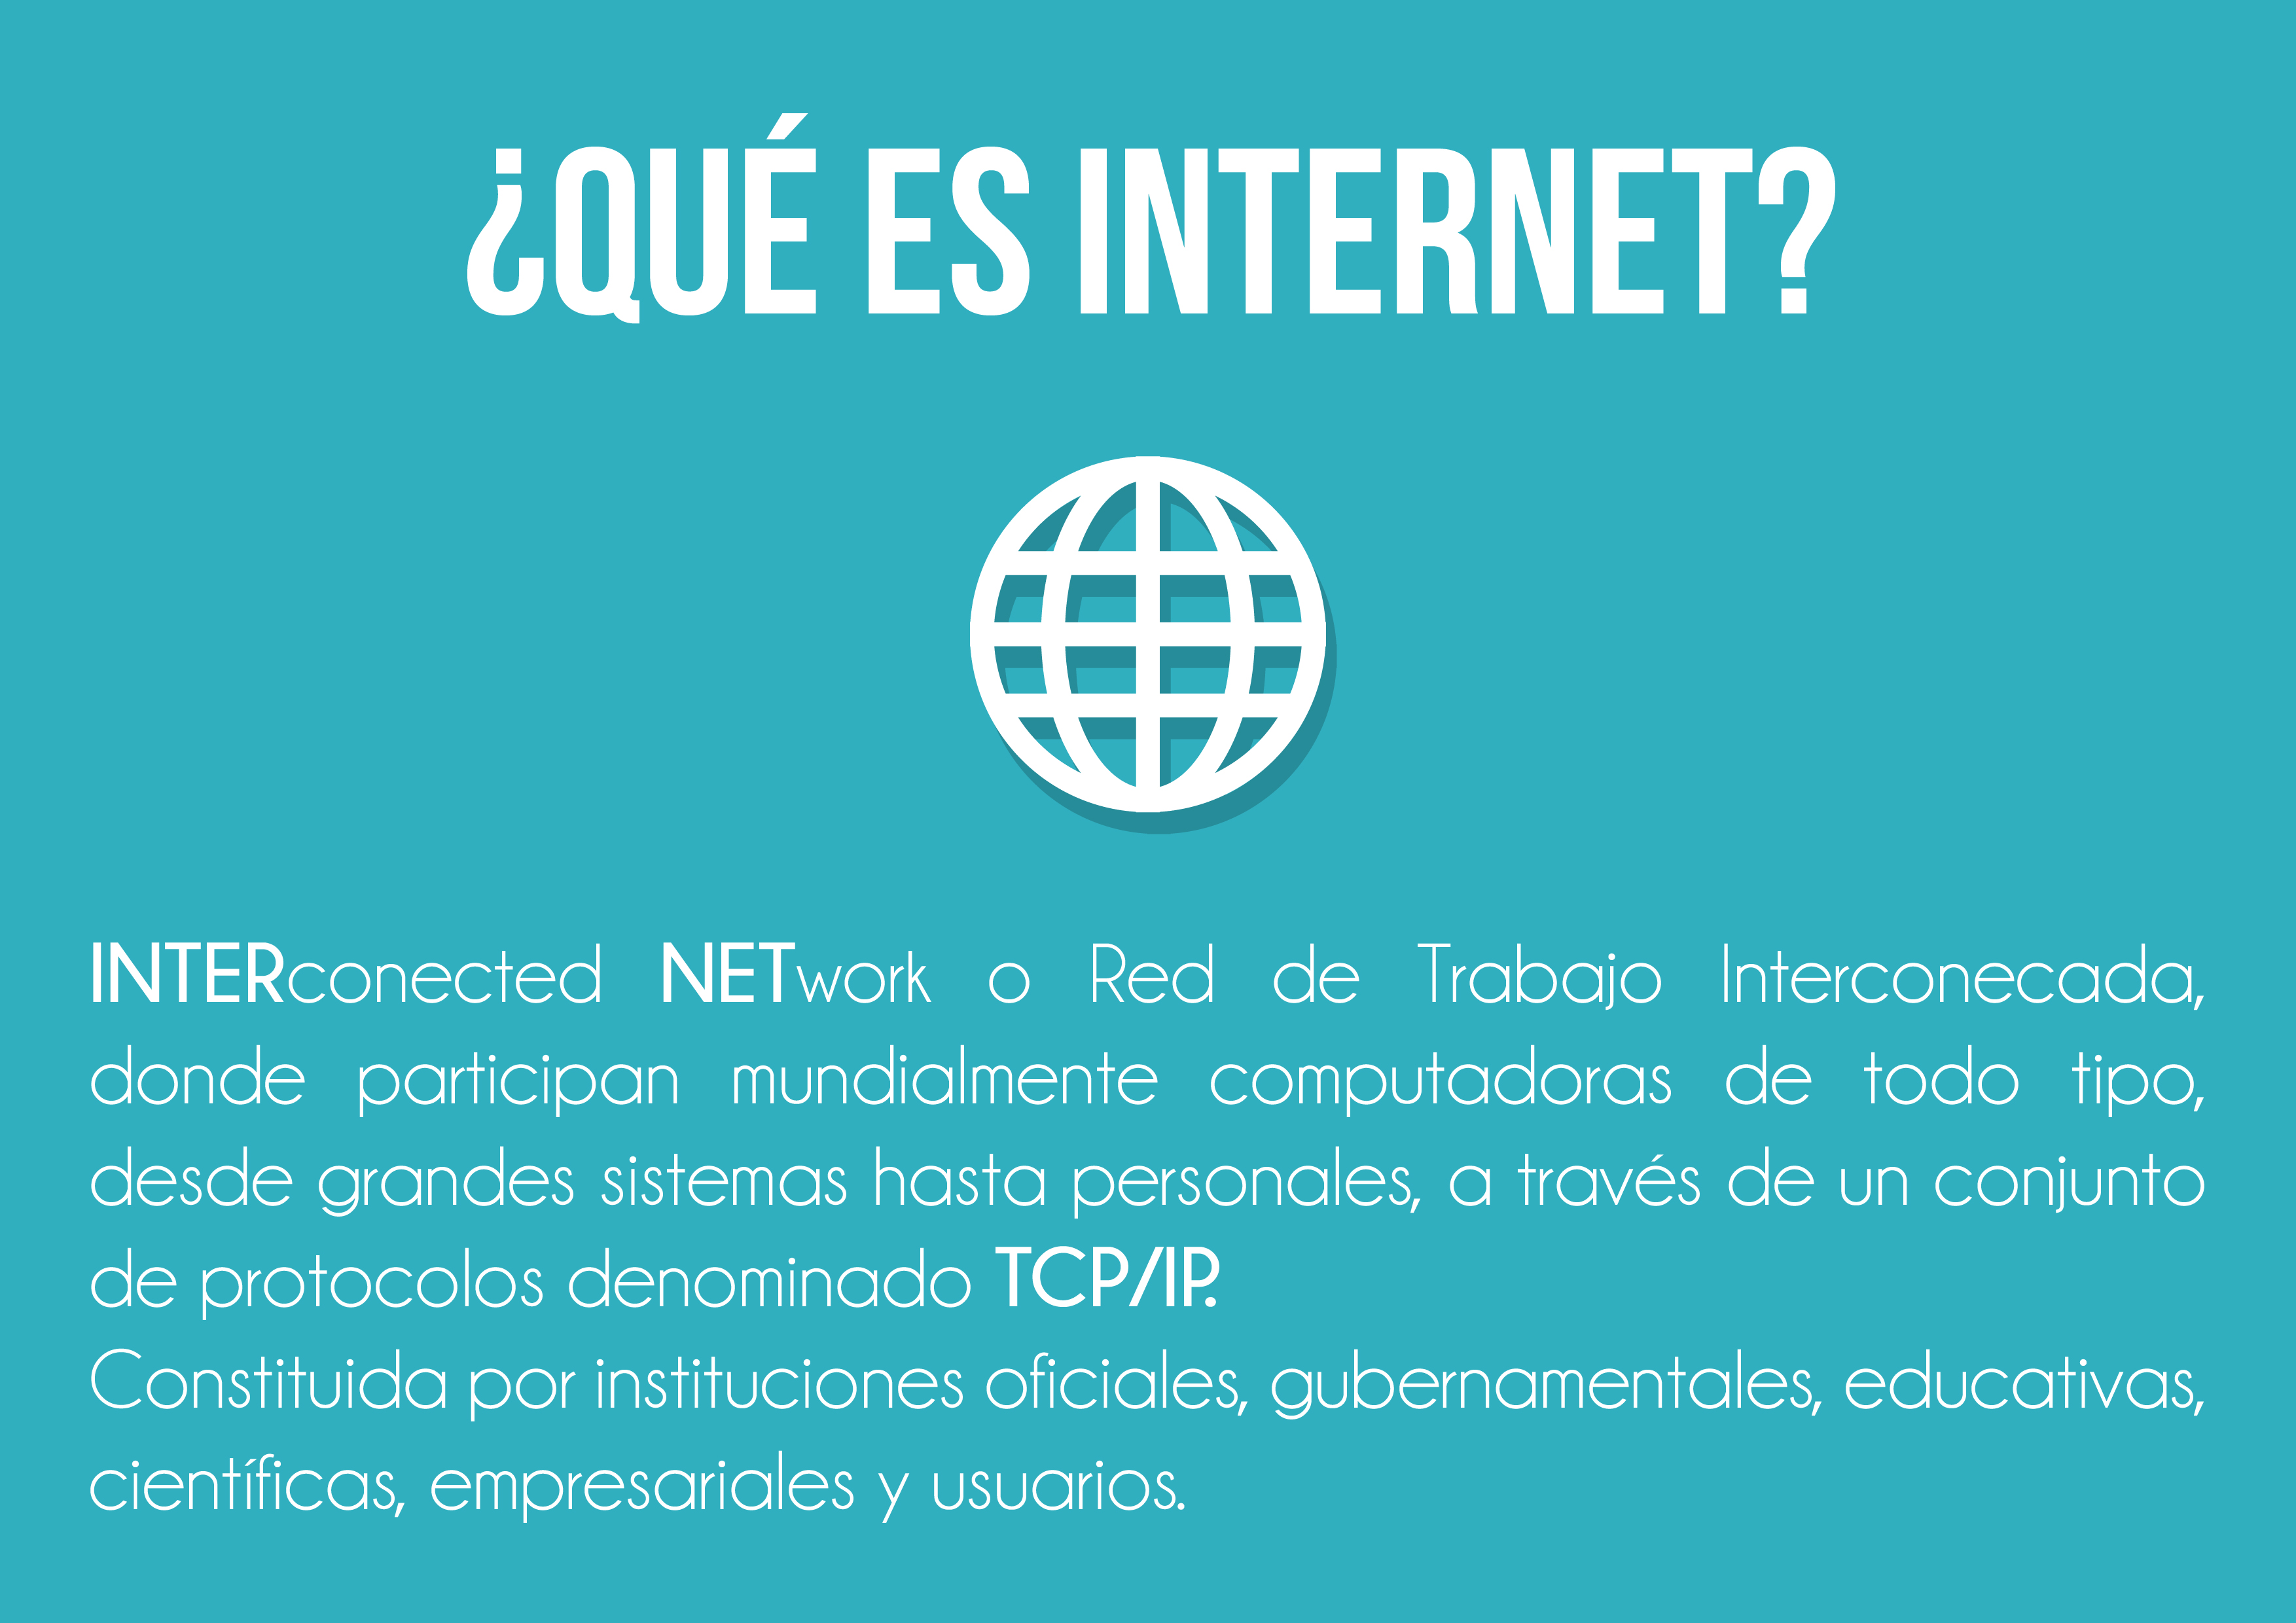 ¿QUÉ ES INTERNET?
INTERconected NETwork o Red de Trabajo Interconecada,
donde participan mundialmente computadoras de todo tipo,
desde grandes sistemas hasta personales, a través de un conjunto
de protocolos denominado TCP/IP.
Constituida por instituciones oficiales, gubernamentales, educativas,
científicas, empresariales y usuarios.